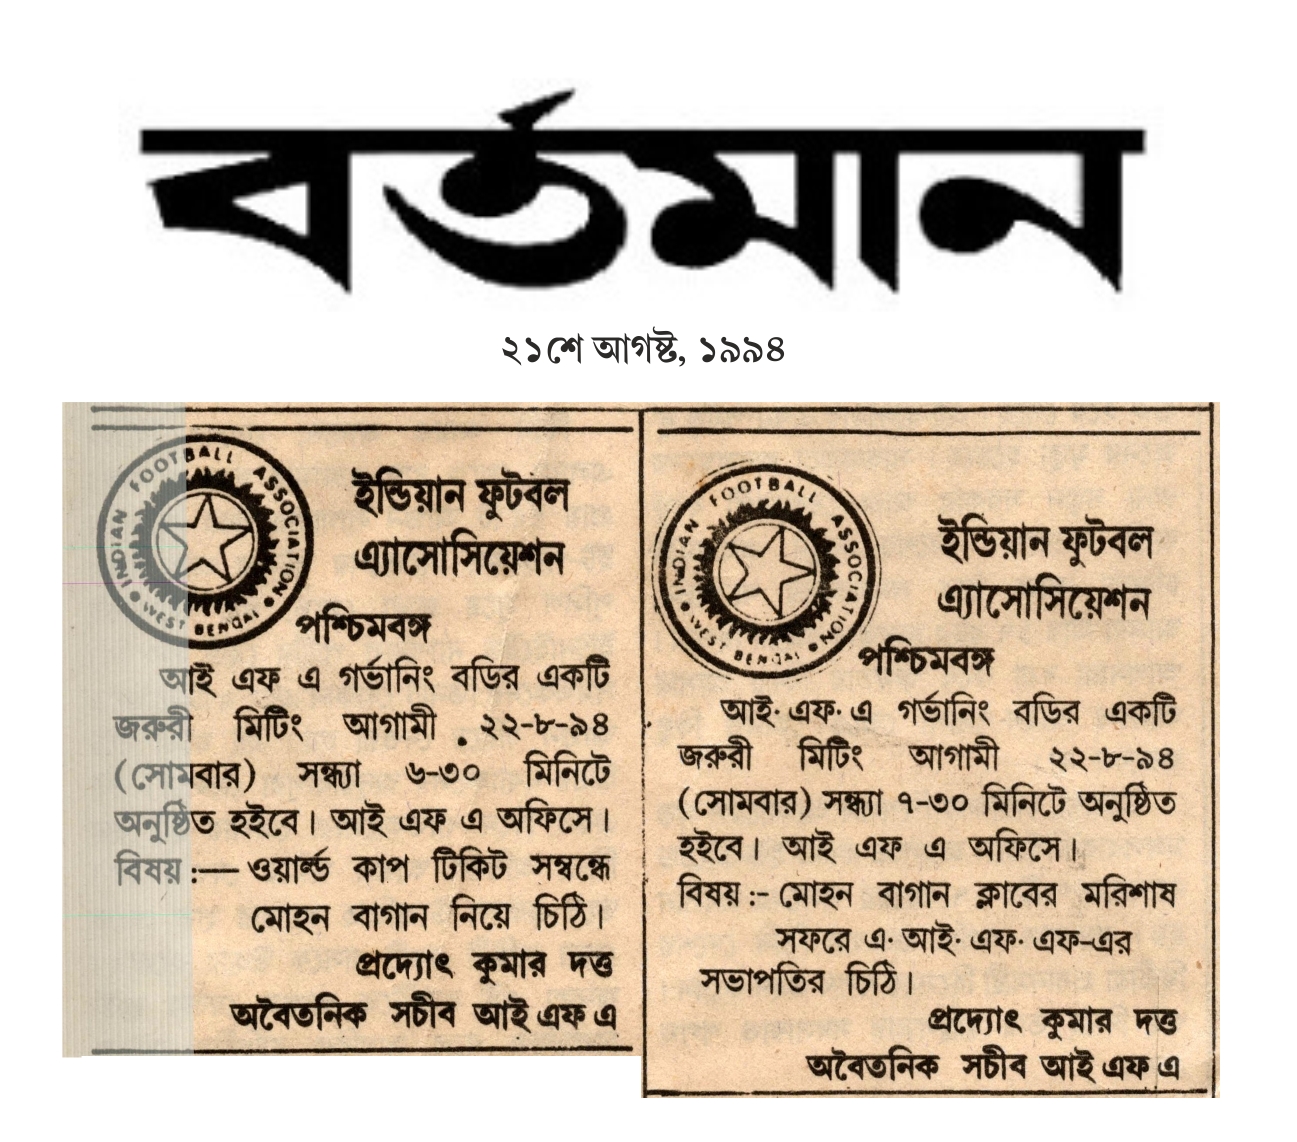 বর্তমান
২১শে আগষ্ট, ১৯৯৪
INDIAN FOOTBALL ASSOCIATION
WEST BENGAL
ইন্ডিয়ান ফুটবল
এ্যাসোসিয়েশন
পশ্চিমবঙ্গ
আই এফ এ গর্ভানিং বডির একটি
জরুরী মিটিং আগামী ২২-৮-৯৪
(সোমবার) সন্ধ্যা ৬-৩০ মিনিটে
অনুষ্ঠিত হইবে। আই এফ এ অফিসে।
বিষয় :— ওয়ার্ল্ড কাপ টিকিট সম্বন্ধে
মোহন বাগান নিয়ে চিঠি।
প্রদ্যোৎ কুমার দত্ত
অবৈতনিক সচীব আই এফ এ
INDIAN FOOTBALL ASSOCIATION
WEST BENGAL
ইন্ডিয়ান ফুটবল
এ্যাসোসিয়েশন
পশ্চিমবঙ্গ
আই· এফ· এ গর্ভানিং বডির একটি
জরুরী মিটিং আগামী ২২-৮-৯৪
(সোমবার) সন্ধ্যা ৭-৩০ মিনিটে অনুষ্ঠিত
হইবে। আই এফ এ অফিসে।
বিষয় :- মোহন বাগান ক্লাবের মরিশাষ
সফরে এ· আই· এফ· এফ-এর
সভাপতির চিঠি।
প্রদ্যোৎ কুমার দত্ত
অবৈতনিক সচীব আই এফ এ